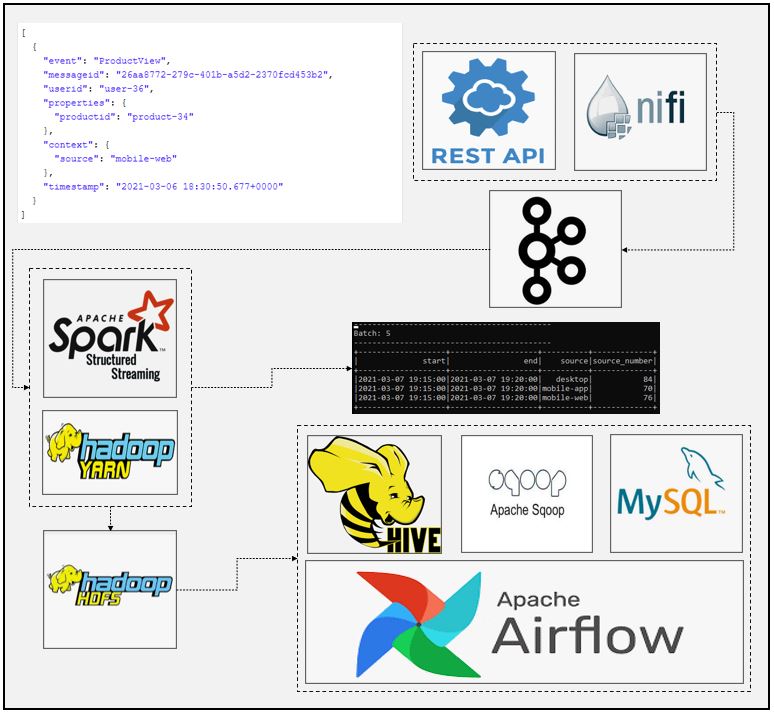 [
{
"event": "ProductView",
"messageid": "26aa8772-279c-401b-a5d2-2370fcd453b2",
"userid": "user-36",
"properties": {
"productid": "product-34"
},
"context": {
"source": "mobile-web"
},
"timestamp": "2021-03-06 18:30:50.677+0000"
}
]
REST API
nifi
APACHE
Spark™
Structured
Streaming
Batch: 5
| start| end| source|source_number|
|2021-03-07 19:15:00|2021-03-07 19:20:00| desktop| 84|
|2021-03-07 19:15:00|2021-03-07 19:20:00|mobile-app| 70|
|2021-03-07 19:15:00|2021-03-07 19:20:00|mobile-web| 76|
hadoop
YARN
HIVE
sqoop
Apache Sqoop
MySQL™
hadoop
HDFS
Apache
Airflow